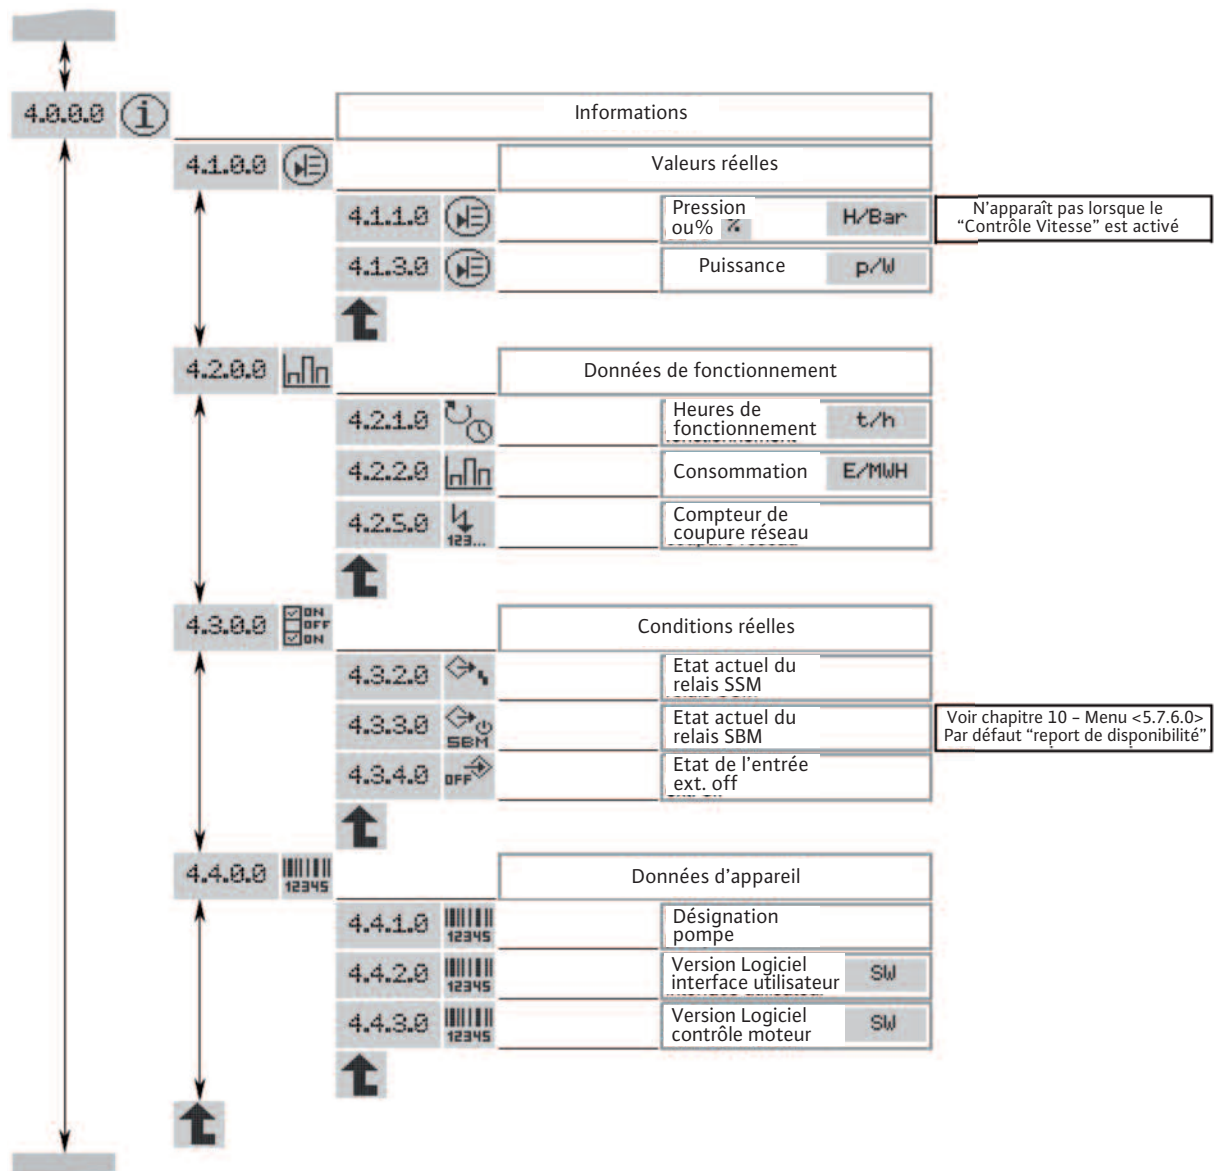 4.0.0.0 Informations
4.1.0.0 Valeurs réelles
4.1.1.0 Pression H/Bar
ou% %
N'apparaît pas lorsque le
“Contrôle Vitesse” est activé
4.1.3.0 Puissance p/W
4.2.0.0 Données de fonctionnement
4.2.1.0 Heures de
fonctionnement t/h
4.2.2.0 Consommation E/MWH
4.2.5.0 123... Compteur de
coupure réseau
4.3.0.0 ON
OFF
ON
Conditions réelles
4.3.2.0 Etat actuel du
relais SSM
4.3.3.0 SBM Etat actuel du
relais SBM
Voir chapitre 10 – Menu <5.7.6.0>
Par défaut “report de disponibilité”
4.3.4.0 OFF Etat de l'entrée
ext. off
4.4.0.0 12345 Données d'appareil
4.4.1.0 12345 Désignation
pompe
4.4.2.0 12345 Version Logiciel
interface utilisateur SW
4.4.3.0 12345 Version Logiciel
contrôle moteur SW